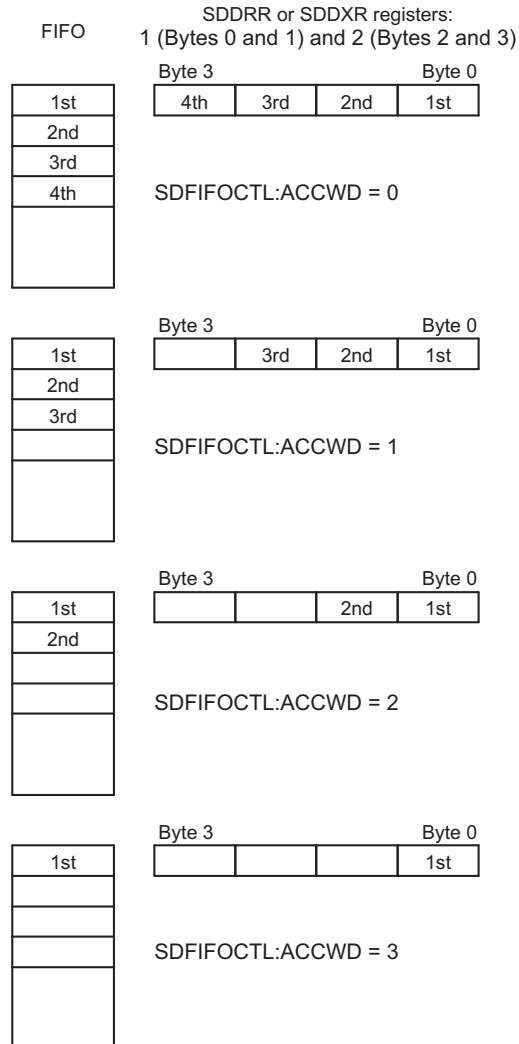 FIFO
SDDRR or SDDXR registers:
1 (Bytes 0 and 1) and 2 (Bytes 2 and 3)
Byte 3 Byte 0
1st 4th 3rd 2nd 1st
2nd
3rd
4th SDFIFOCTL:ACCWD = 0
Byte 3 Byte 0
1st 3rd 2nd 1st
2nd
3rd
SDFIFOCTL:ACCWD = 1
Byte 3 Byte 0
1st 2nd 1st
2nd
SDFIFOCTL:ACCWD = 2
Byte 3 Byte 0
1st 1st
SDFIFOCTL:ACCWD = 3